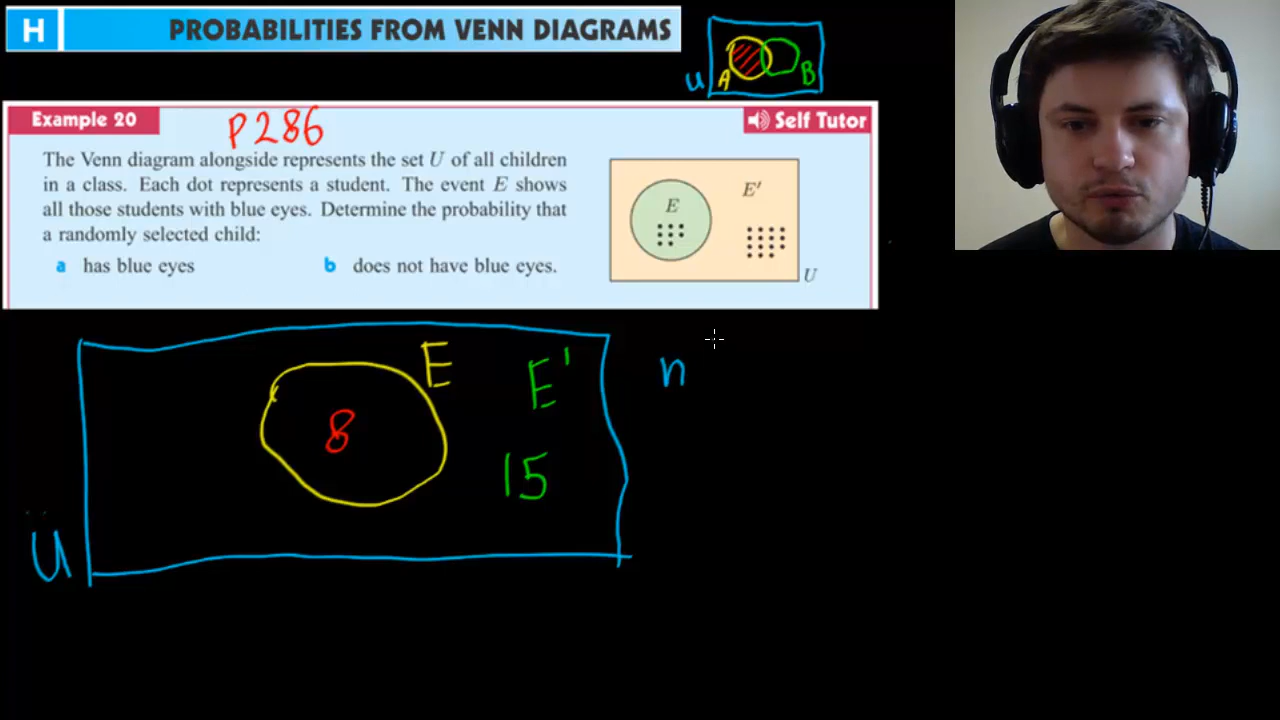 H PROBABILITIES FROM VENN DIAGRAMS
U A B
Example 20 P286 Self Tutor
The Venn diagram alongside represents the set U of all children
in a class. Each dot represents a student. The event E shows
all those students with blue eyes. Determine the probability that
a randomly selected child:
a has blue eyes b does not have blue eyes.
E E'
U
E E' n
8
15
U